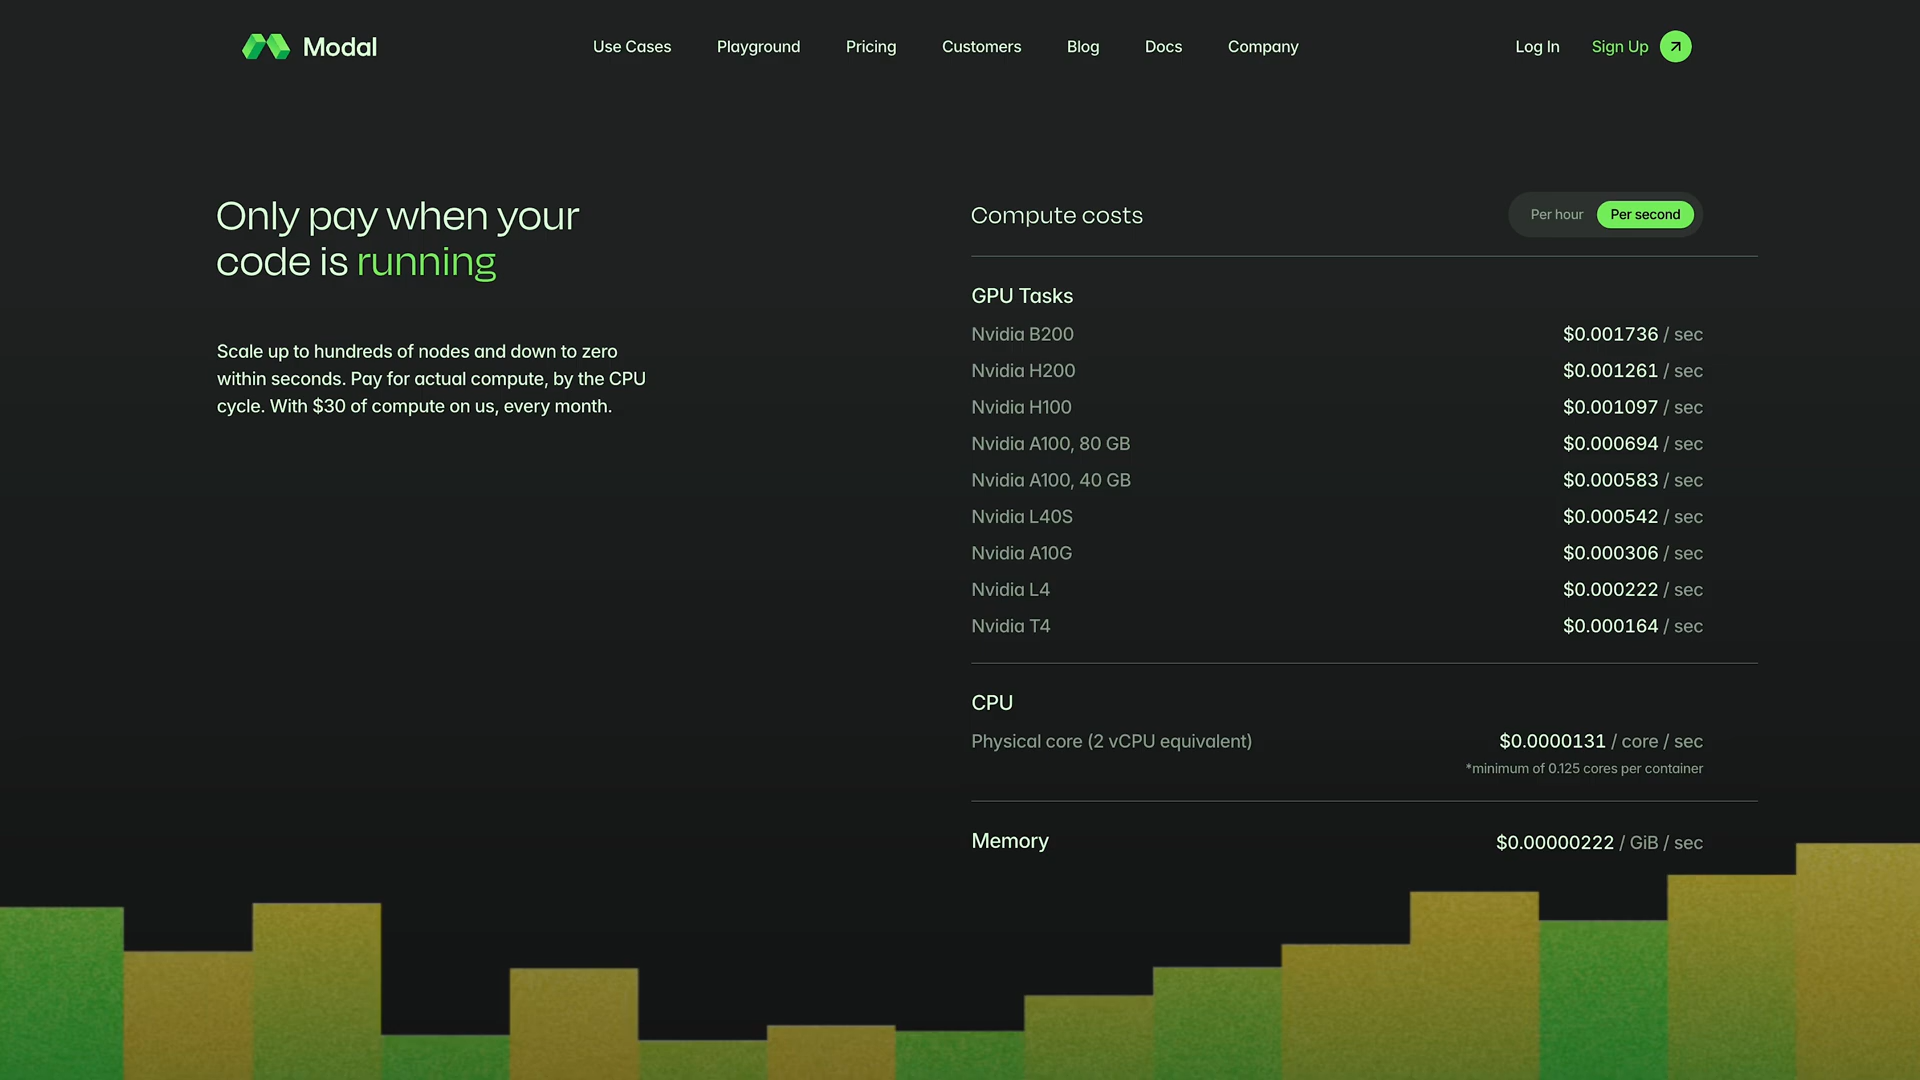 Modal
Use Cases
Playground
Pricing
Customers
Blog
Docs
Company
Log In
Sign Up
Only pay when your
code is running
Scale up to hundreds of nodes and down to zero
within seconds. Pay for actual compute, by the CPU
cycle. With $30 of compute on us, every month.
Compute costs
Per hour
Per second
GPU Tasks
Nvidia B200 $0.001736 / sec
Nvidia H200 $0.001261 / sec
Nvidia H100 $0.001097 / sec
Nvidia A100, 80 GB $0.000694 / sec
Nvidia A100, 40 GB $0.000583 / sec
Nvidia L40S $0.000542 / sec
Nvidia A10G $0.000306 / sec
Nvidia L4 $0.000222 / sec
Nvidia T4 $0.000164 / sec
CPU
Physical core (2 vCPU equivalent) $0.0000131 / core / sec
*minimum of 0.125 cores per container
Memory $0.00000222 / GiB / sec